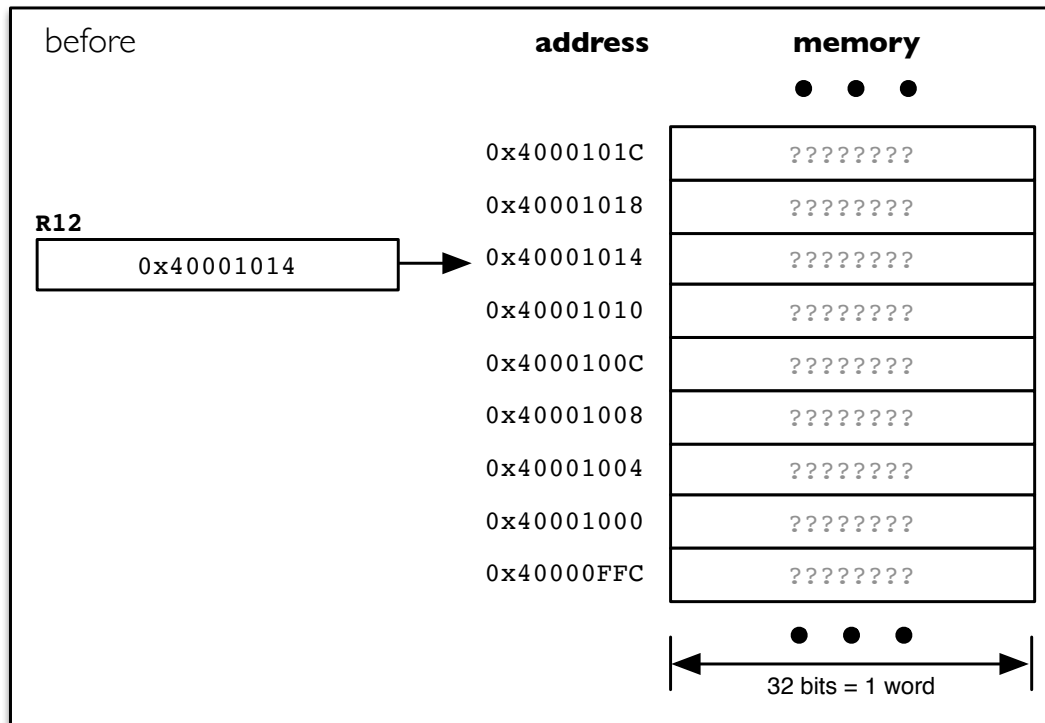 before address memory
• • •
0x4000101C ????????
0x40001018 ????????
R12
0x40001014 0x40001014 ????????
0x40001010 ????????
0x4000100C ????????
0x40001008 ????????
0x40001004 ????????
0x40001000 ????????
0x40000FFC ????????
• • •
32 bits = 1 word